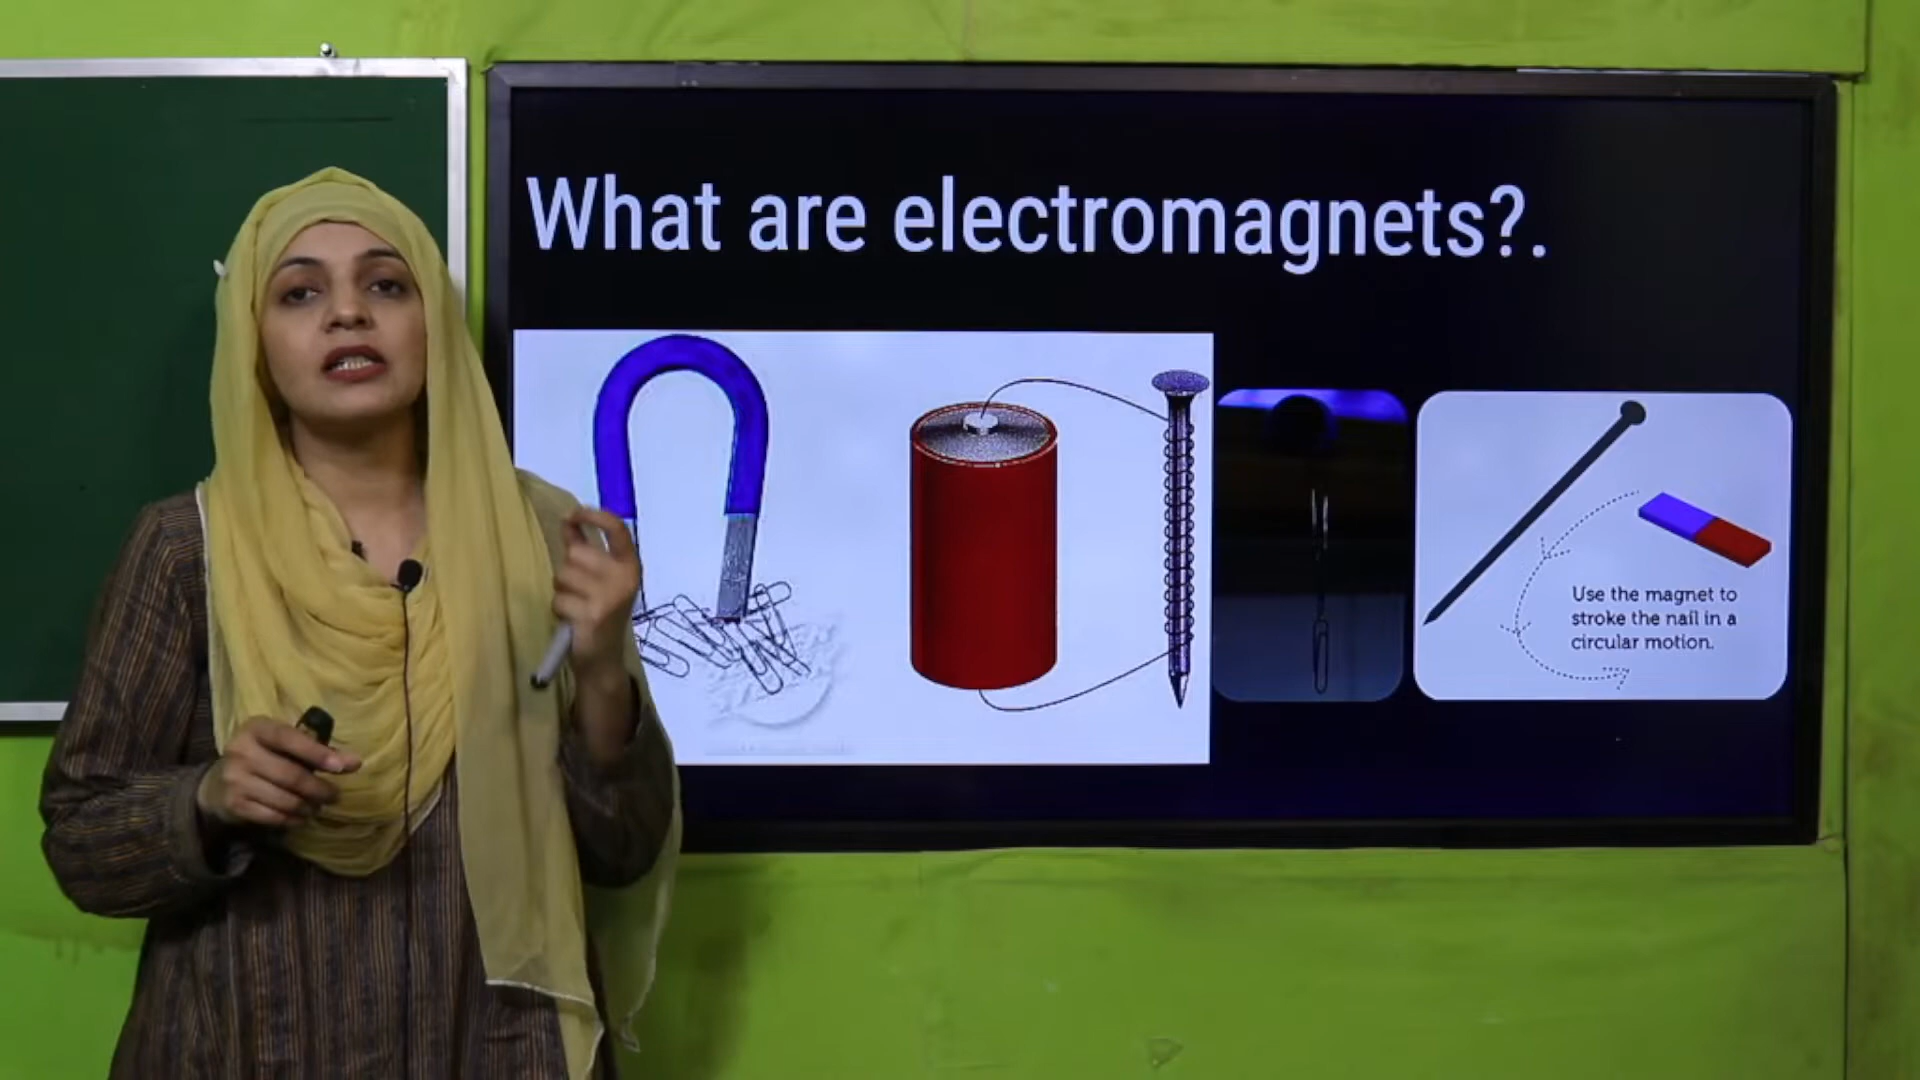 What are electromagnets?.
Use the magnet to
stroke the nail in a
circular motion.